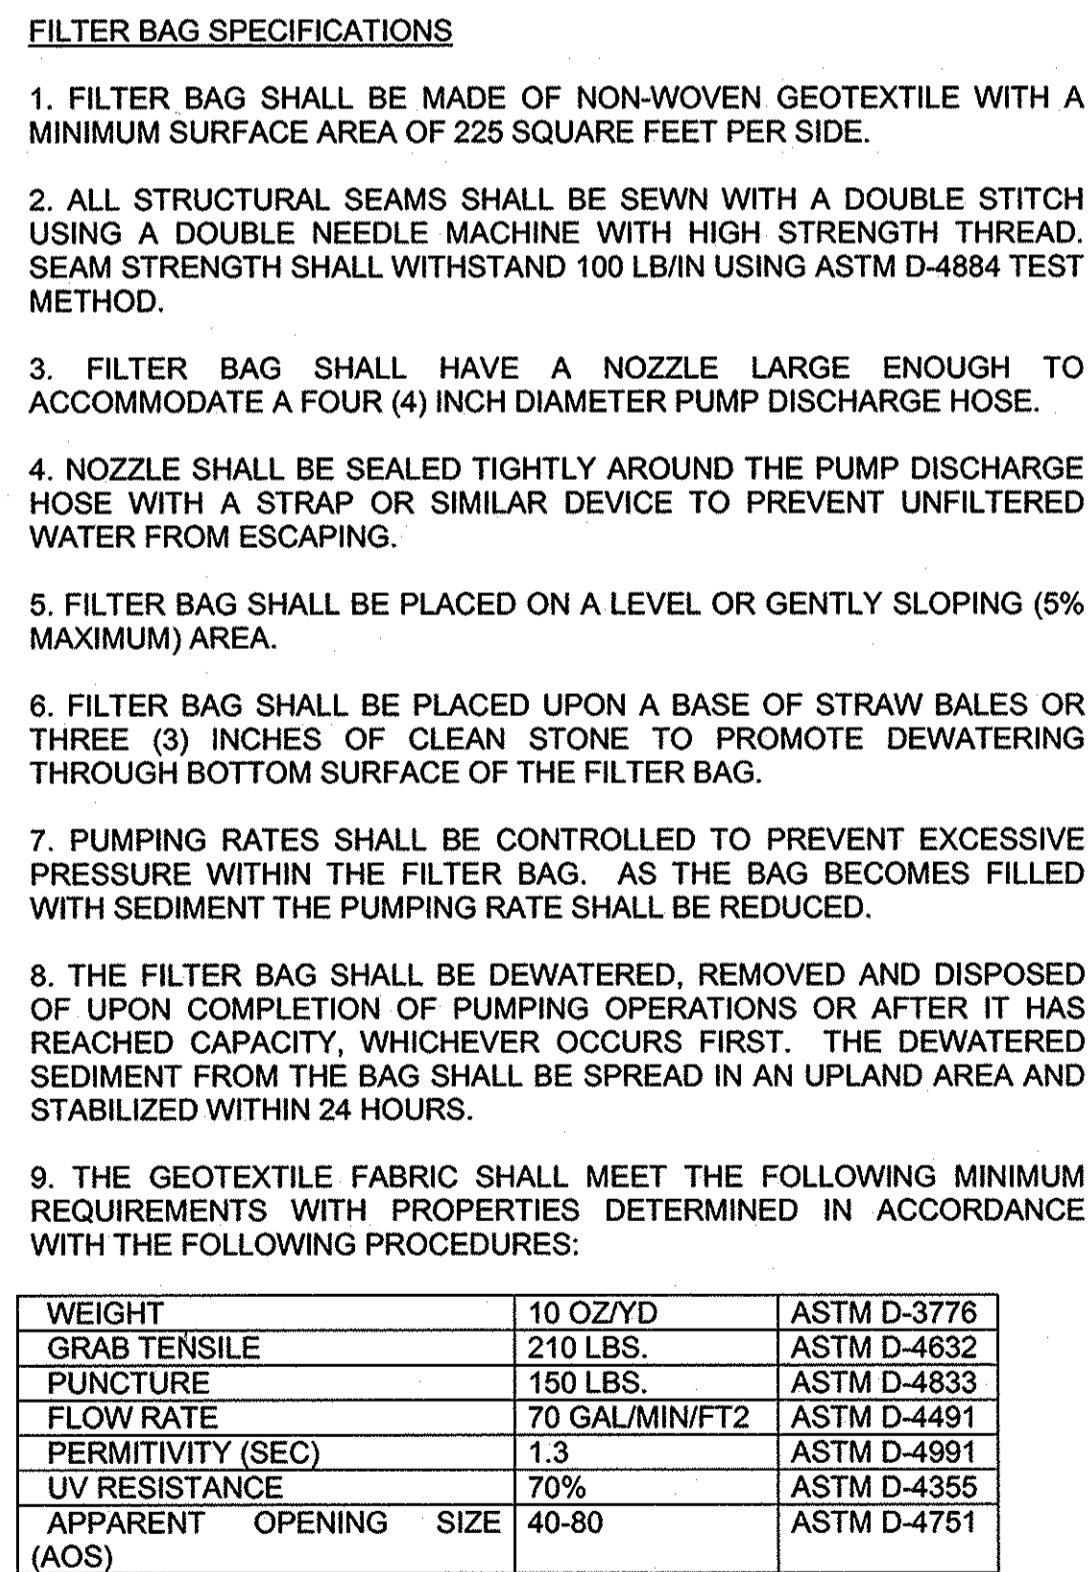 FILTER BAG SPECIFICATIONS
1. FILTER BAG SHALL BE MADE OF NON-WOVEN GEOTEXTILE WITH A
MINIMUM SURFACE AREA OF 225 SQUARE FEET PER SIDE.
2. ALL STRUCTURAL SEAMS SHALL BE SEWN WITH A DOUBLE STITCH
USING A DOUBLE NEEDLE MACHINE WITH HIGH STRENGTH THREAD.
SEAM STRENGTH SHALL WITHSTAND 100 LB/IN USING ASTM D-4884 TEST
METHOD.
3. FILTER BAG SHALL HAVE A NOZZLE LARGE ENOUGH TO
ACCOMMODATE A FOUR (4) INCH DIAMETER PUMP DISCHARGE HOSE.
4. NOZZLE SHALL BE SEALED TIGHTLY AROUND THE PUMP DISCHARGE
HOSE WITH A STRAP OR SIMILAR DEVICE TO PREVENT UNFILTERED
WATER FROM ESCAPING.
5. FILTER BAG SHALL BE PLACED ON A LEVEL OR GENTLY SLOPING (5%
MAXIMUM) AREA.
6. FILTER BAG SHALL BE PLACED UPON A BASE OF STRAW BALES OR
THREE (3) INCHES OF CLEAN STONE TO PROMOTE DEWATERING
THROUGH BOTTOM SURFACE OF THE FILTER BAG.
7. PUMPING RATES SHALL BE CONTROLLED TO PREVENT EXCESSIVE
PRESSURE WITHIN THE FILTER BAG. AS THE BAG BECOMES FILLED
WITH SEDIMENT THE PUMPING RATE SHALL BE REDUCED.
8. THE FILTER BAG SHALL BE DEWATERED, REMOVED AND DISPOSED
OF UPON COMPLETION OF PUMPING OPERATIONS OR AFTER IT HAS
REACHED CAPACITY, WHICHEVER OCCURS FIRST. THE DEWATERED
SEDIMENT FROM THE BAG SHALL BE SPREAD IN AN UPLAND AREA AND
STABILIZED WITHIN 24 HOURS.
9. THE GEOTEXTILE FABRIC SHALL MEET THE FOLLOWING MINIMUM
REQUIREMENTS WITH PROPERTIES DETERMINED IN ACCORDANCE
WITH THE FOLLOWING PROCEDURES:
WEIGHT 10 OZ/YD ASTM D-3776
GRAB TENSILE 210 LBS. ASTM D-4632
PUNCTURE 150 LBS. ASTM D-4833
FLOW RATE 70 GAL/MIN/FT2 ASTM D-4491
PERMITIVITY (SEC) 1.3 ASTM D-4991
UV RESISTANCE 70% ASTM D-4355
APPARENT OPENING SIZE 40-80 ASTM D-4751
(AOS)